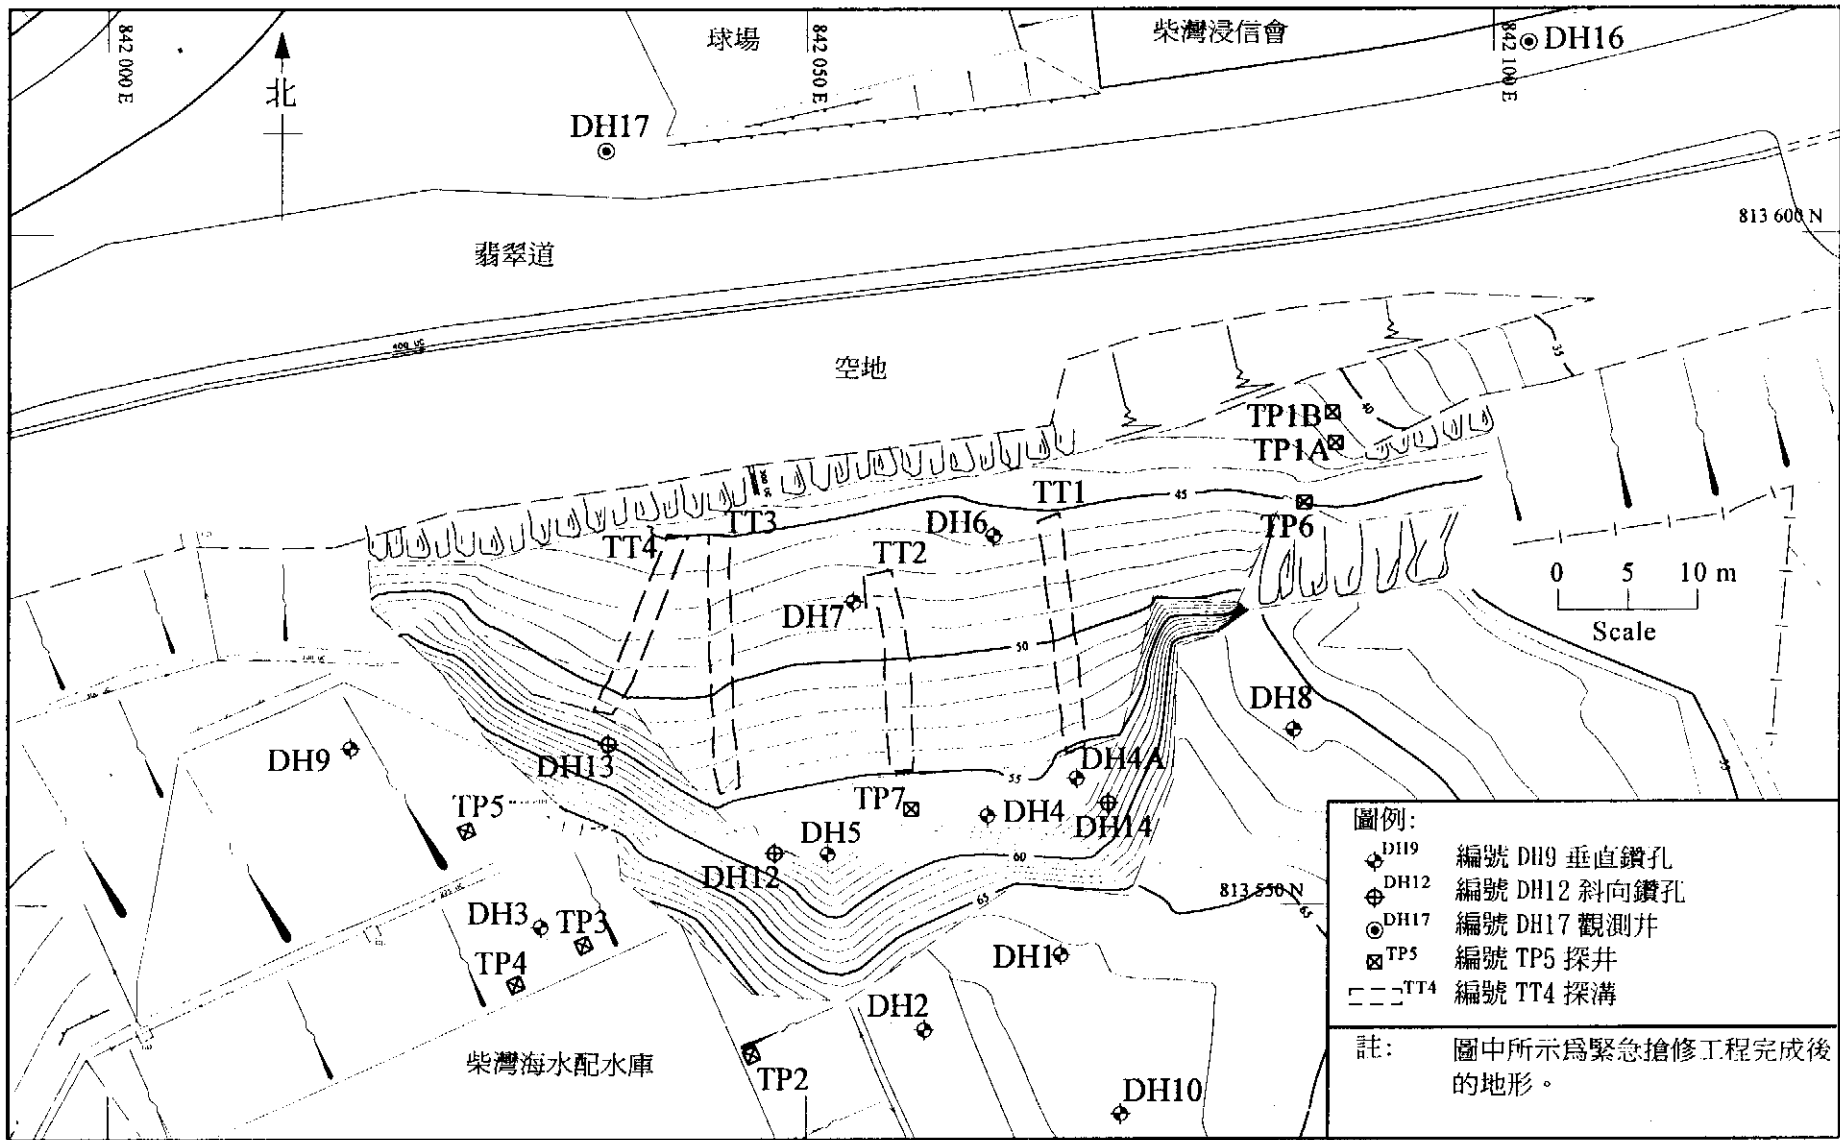 842 000 E
球場
842 050 E
柴灣浸信會
842 100 E
DH16
北
DH17
813 600 N
翡翠道
400 UC
空地
35
40
TP1B
TP1A
45
TT1
TP6
TT3
DH6
TT4
TT2
0 5 10 m
Scale
DH7
50
DH8
DH9
DH13
DH4A
55
TP5
TP7
DH4
DH14
DH5
DH12
60
65
813 550 N
65
DH3
TP3
TP4
DH1
DH2
柴灣海水配水庫
TP2
DH10
圖例:
DH9 編號 DH9 垂直鑽孔
DH12 編號 DH12 斜向鑽孔
DH17 編號 DH17 觀測井
TP5 編號 TP5 探井
TT4 編號 TT4 探溝
註: 圖中所示爲緊急搶修工程完成後
的地形。